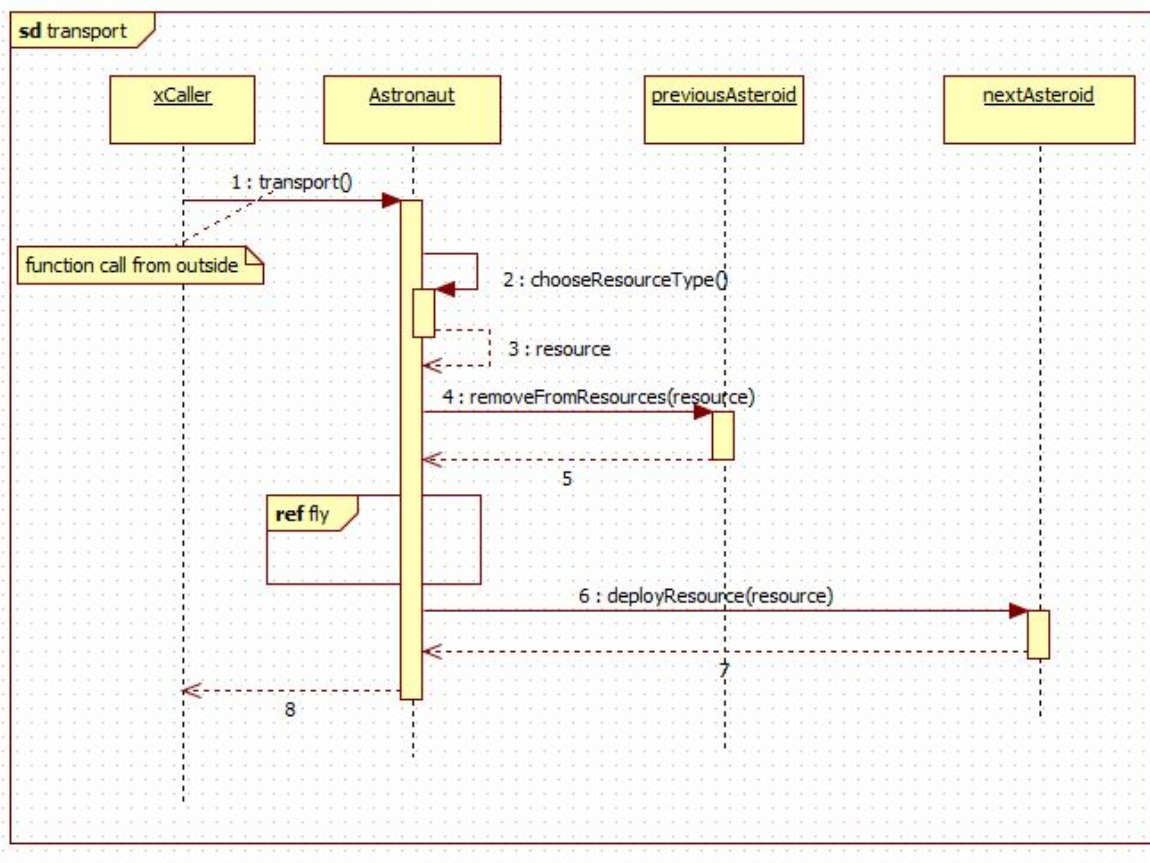 sd transport
xCaller
Astronaut
previousAsteroid
nextAsteroid
1 : transport()
function call from outside
2 : chooseResourceType()
3 : resource
4 : removeFromResources(resource)
5
ref fly
6 : deployResource(resource)
7
8